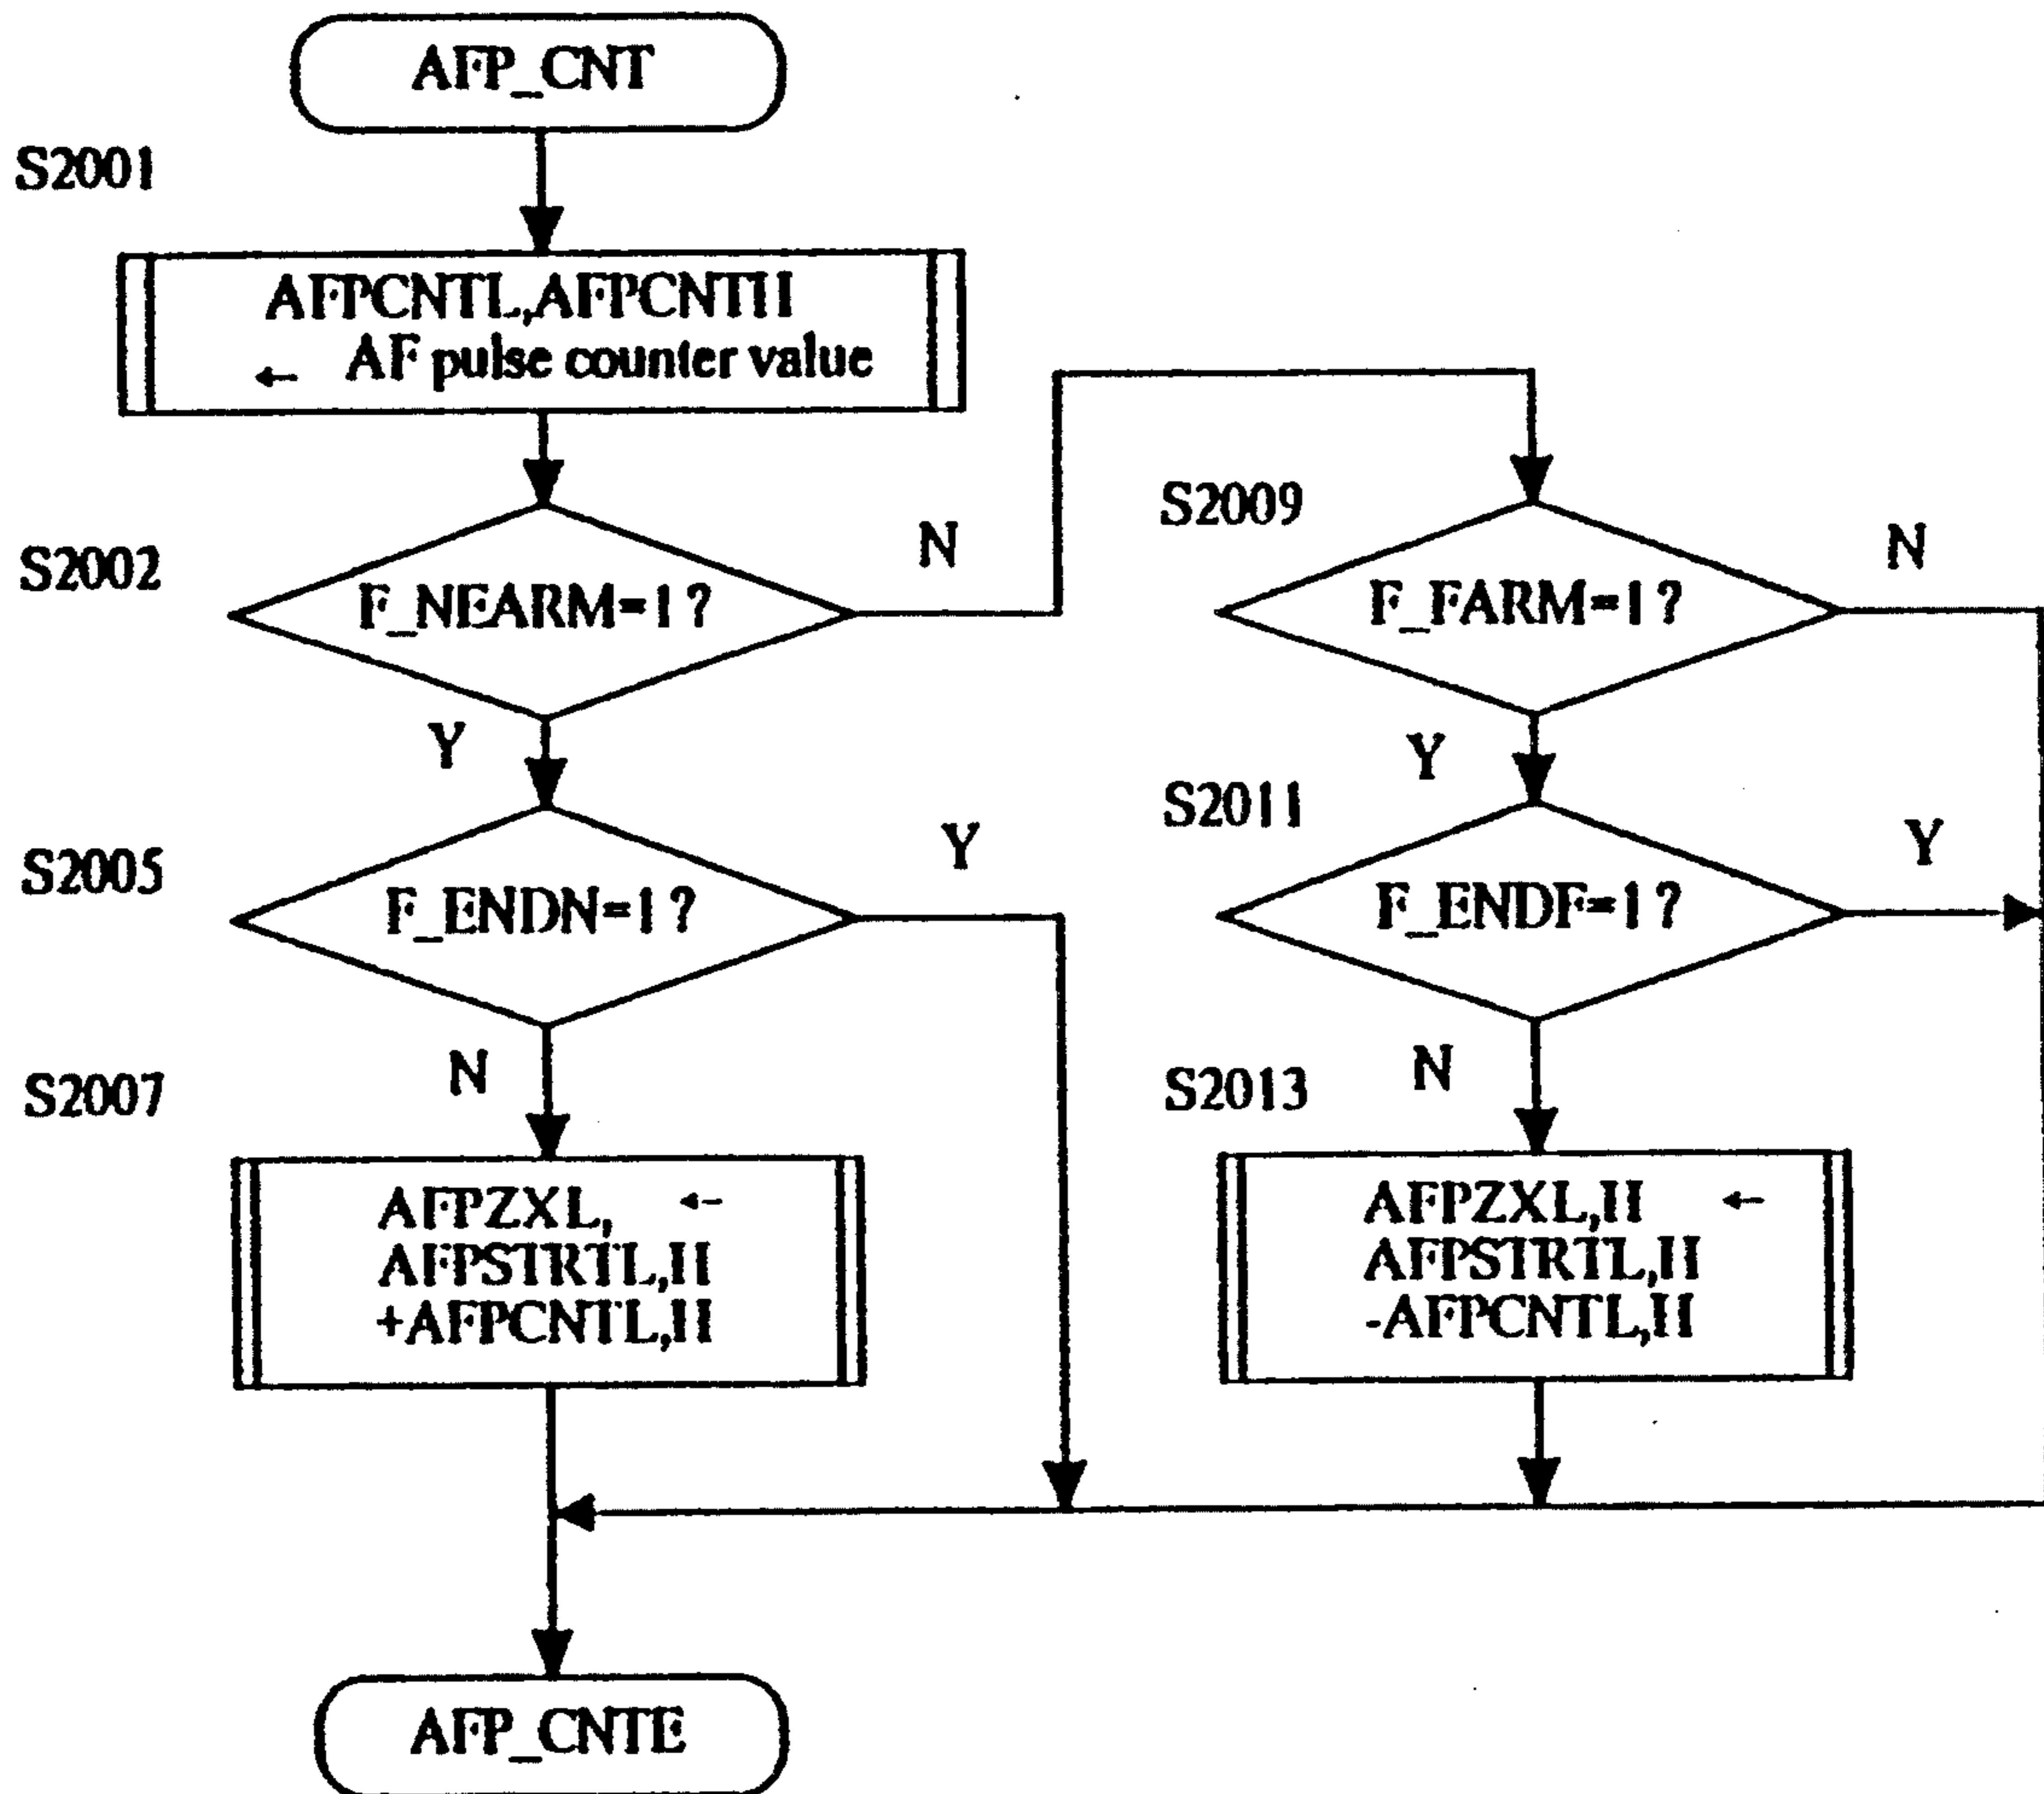 AFP_CNT
S2001
AFPCNTL,AFPCNTH
← AF pulse counter value
S2002
F_NEARM=1?
N
Y
S2005
F_ENDN=1?
Y
N
S2007
AFPZXL, ←
AFPSTRTL,H
+AFPCNTL,H
S2009
F_FARM=1?
N
Y
S2011
F_ENDF=1?
Y
N
S2013
AFPZXL,H ←
AFPSTRTL,H
-AFPCNTL,H
AFP_CNTE